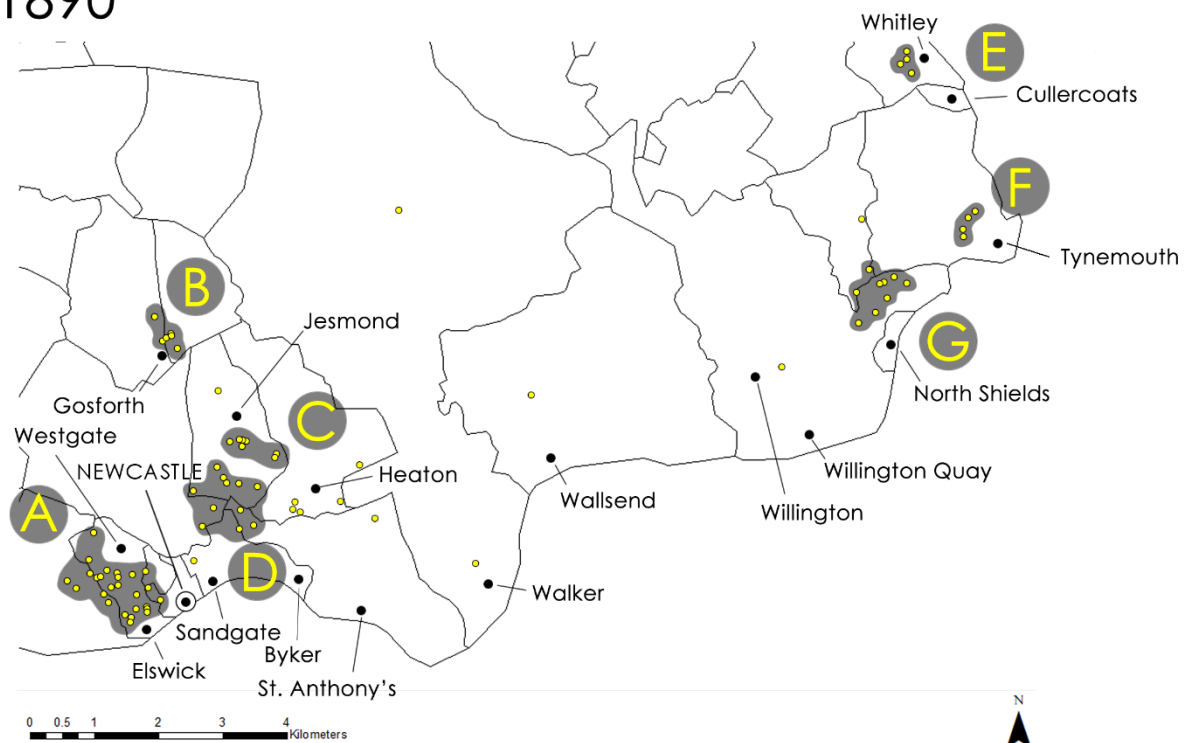 1890
Whitley
E
Cullercoats
F
Tynemouth
B
Jesmond
G
Gosforth
North Shields
Westgate
C
NEWCASTLE
Heaton
Willington Quay
A
Wallsend
Willington
D
Walker
Sandgate
Byker
Elswick
St. Anthony's
N
0 0.5 1 2 3 4
Kilometers